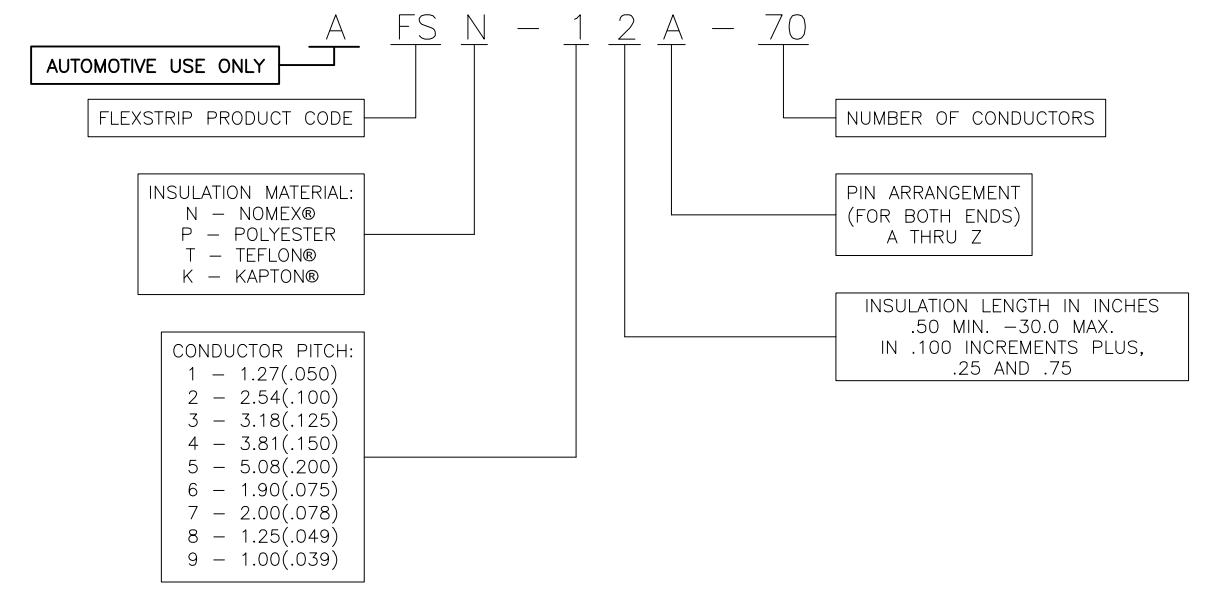 A FS N - 1 2 A - 70
AUTOMOTIVE USE ONLY
FLEXSTRIP PRODUCT CODE
INSULATION MATERIAL:
N - NOMEX®
P - POLYESTER
T - TEFLON®
K - KAPTON®
CONDUCTOR PITCH:
1 - 1.27(.050)
2 - 2.54(.100)
3 - 3.18(.125)
4 - 3.81(.150)
5 - 5.08(.200)
6 - 1.90(.075)
7 - 2.00(.078)
8 - 1.25(.049)
9 - 1.00(.039)
NUMBER OF CONDUCTORS
PIN ARRANGEMENT
(FOR BOTH ENDS)
A THRU Z
INSULATION LENGTH IN INCHES
.50 MIN. -30.0 MAX.
IN .100 INCREMENTS PLUS,
.25 AND .75